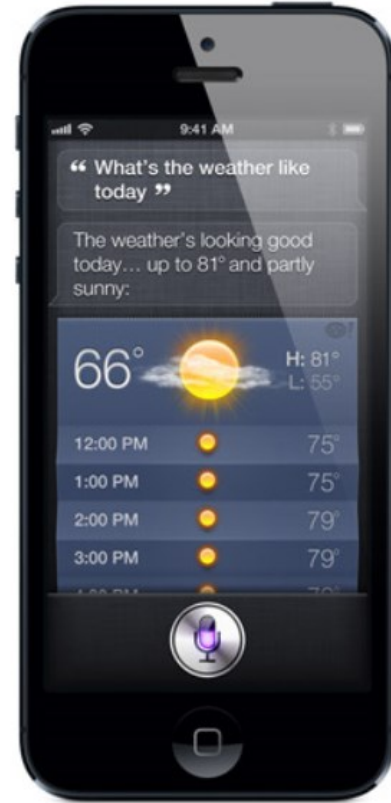 9:41 AM
“ What's the weather like
today ”
The weather's looking good
today... up to 81° and partly
sunny:
66°
H: 81°
L: 55°
12:00 PM 75°
1:00 PM 75°
2:00 PM 79°
3:00 PM 79°